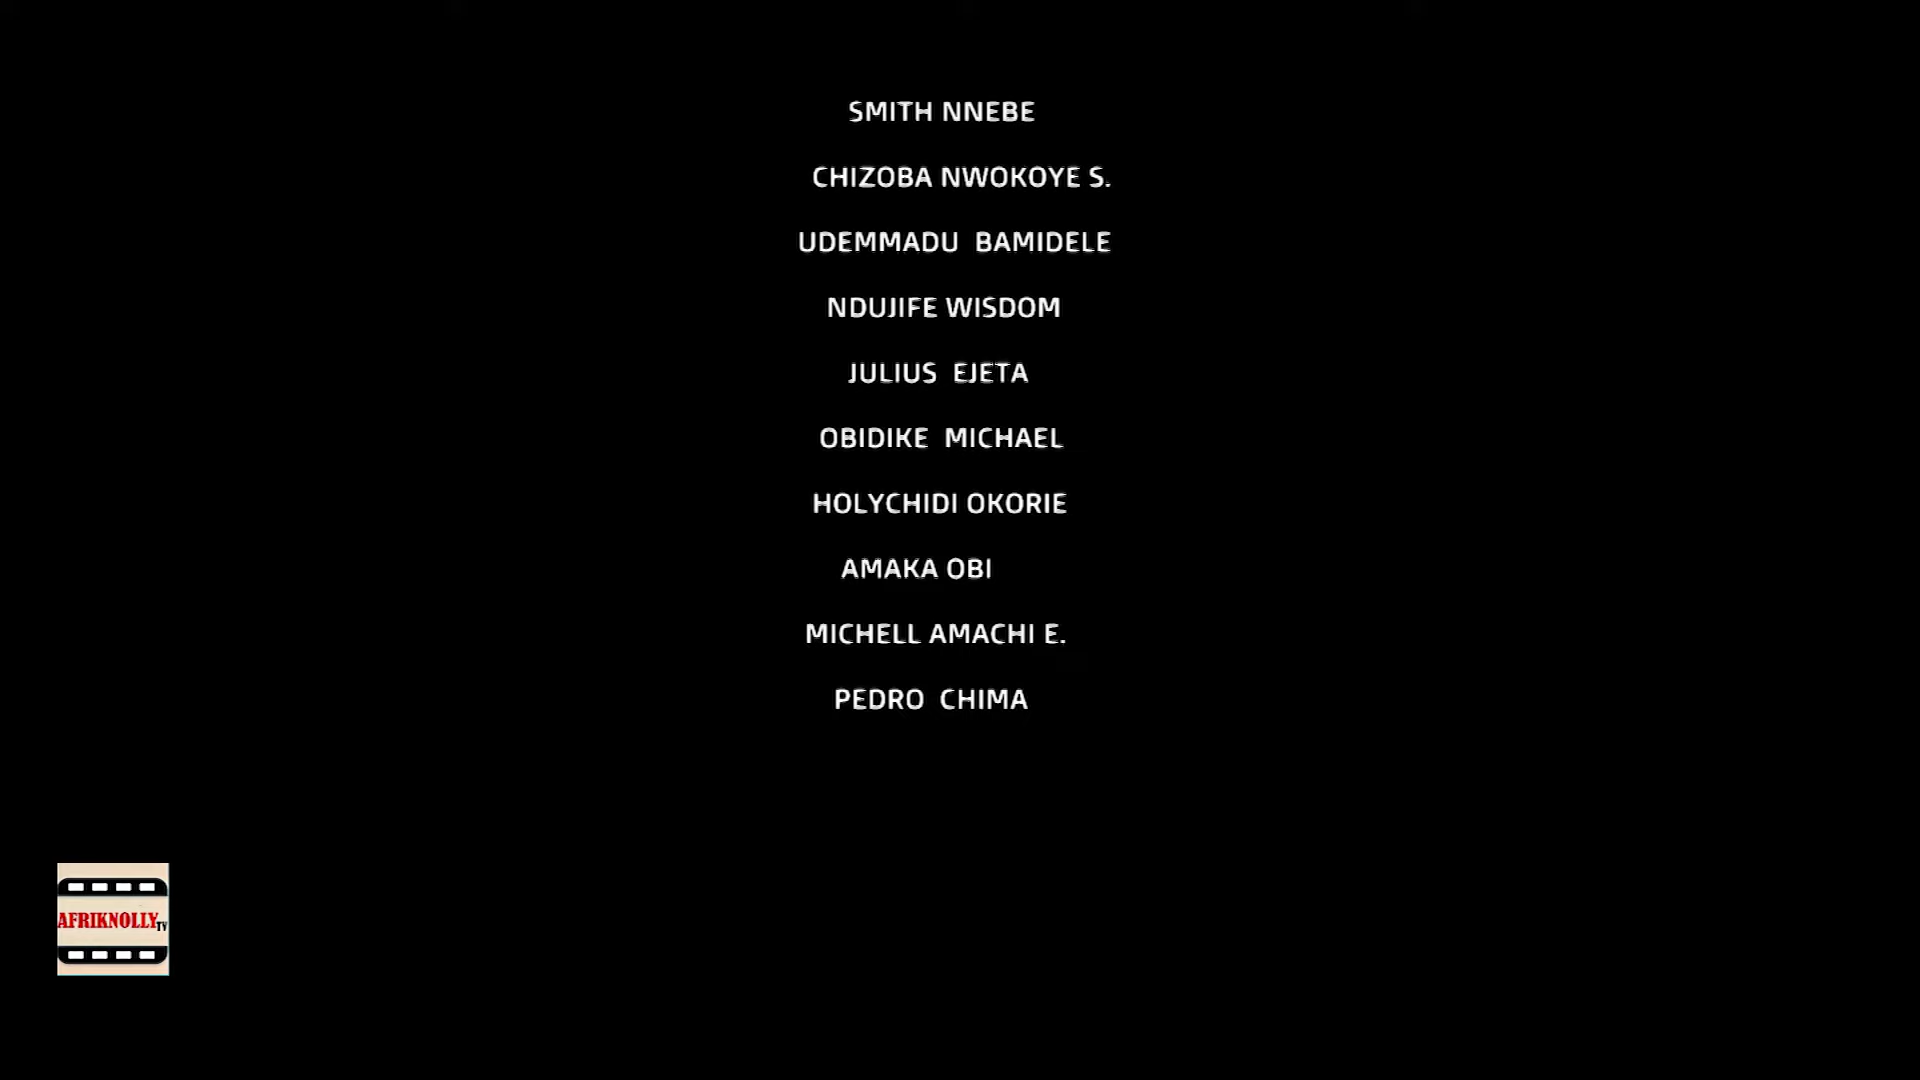 SMITH NNEBE
CHIZOBA NWOKOYE S.
UDEMMADU  BAMIDELE
NDUJIFE WISDOM
JULIUS  EJETA
OBIDIKE  MICHAEL
HOLYCHIDI OKORIE
AMAKA OBI
MICHELL AMACHI E.
PEDRO  CHIMA
AFRIKNOLLY TV